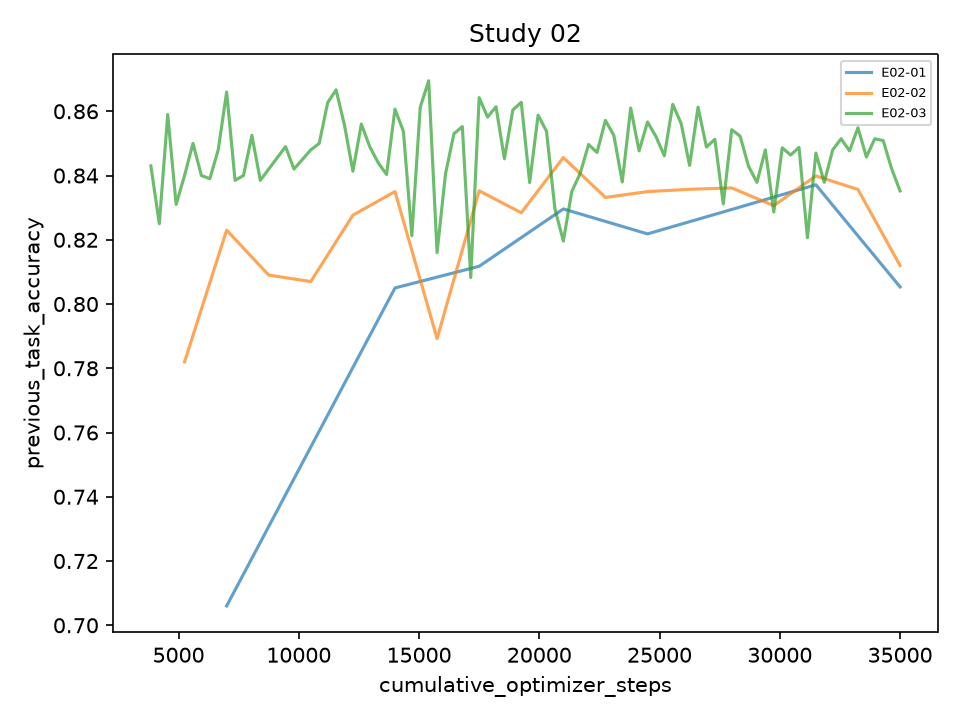 Study 02
E02-01
E02-02
E02-03
previous_task_accuracy
0.86
0.84
0.82
0.80
0.78
0.76
0.74
0.72
0.70
5000 10000 15000 20000 25000 30000 35000
cumulative_optimizer_steps